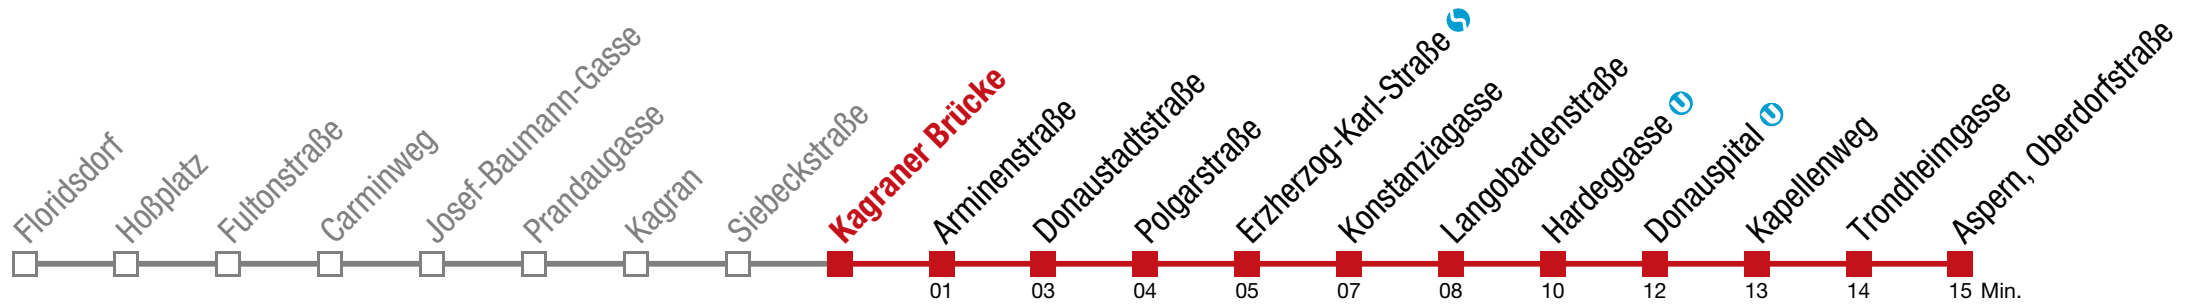 Floridsdorf
Hoßplatz
Fultonstraße
Carminweg
Josef-Baumann-Gasse
Prandaugasse
Kagran
Siebeckstraße
Kagraner Brücke
Arminenstraße
Donaustadtstraße
Polgarstraße
Erzherzog-Karl-Straße S
Konstanziagasse
Langobardenstraße
Hardeggasse U
Donauspital U
Kapellenweg
Trondheimgasse
Aspern, Oberdorfstraße
01 03 04 05 07 08 10 12 13 14 15 Min.